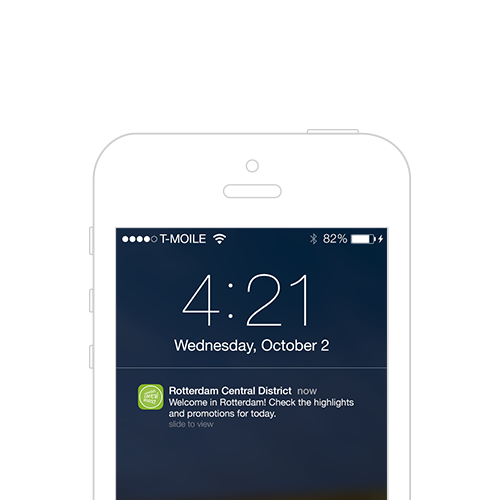 T-MOILE 82%
4:21
Wednesday, October 2
Rotterdam Central District now
Welcome in Rotterdam! Check the highlights
and promotions for today.
slide to view